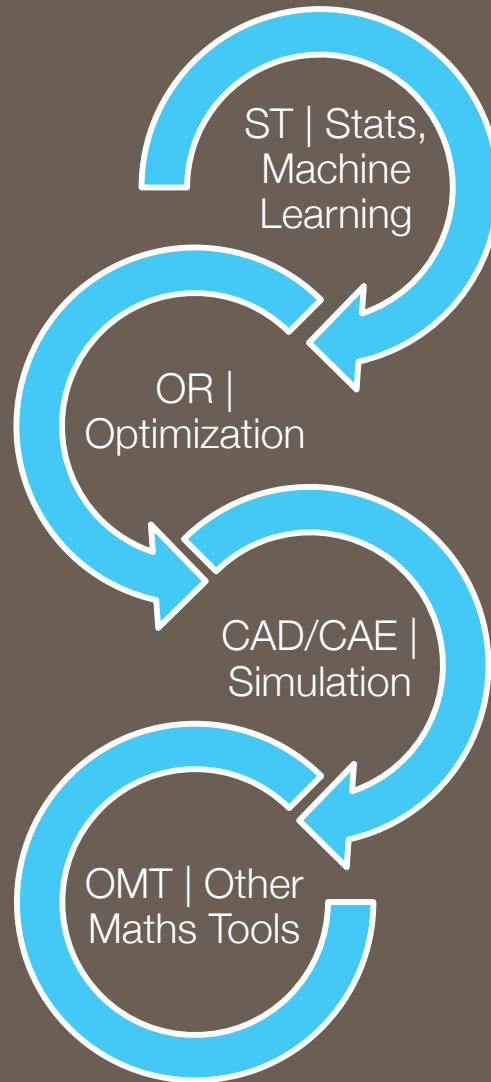 ST | Stats,
Machine
Learning
OR |
Optimization
CAD/CAE |
Simulation
OMT | Other
Maths Tools